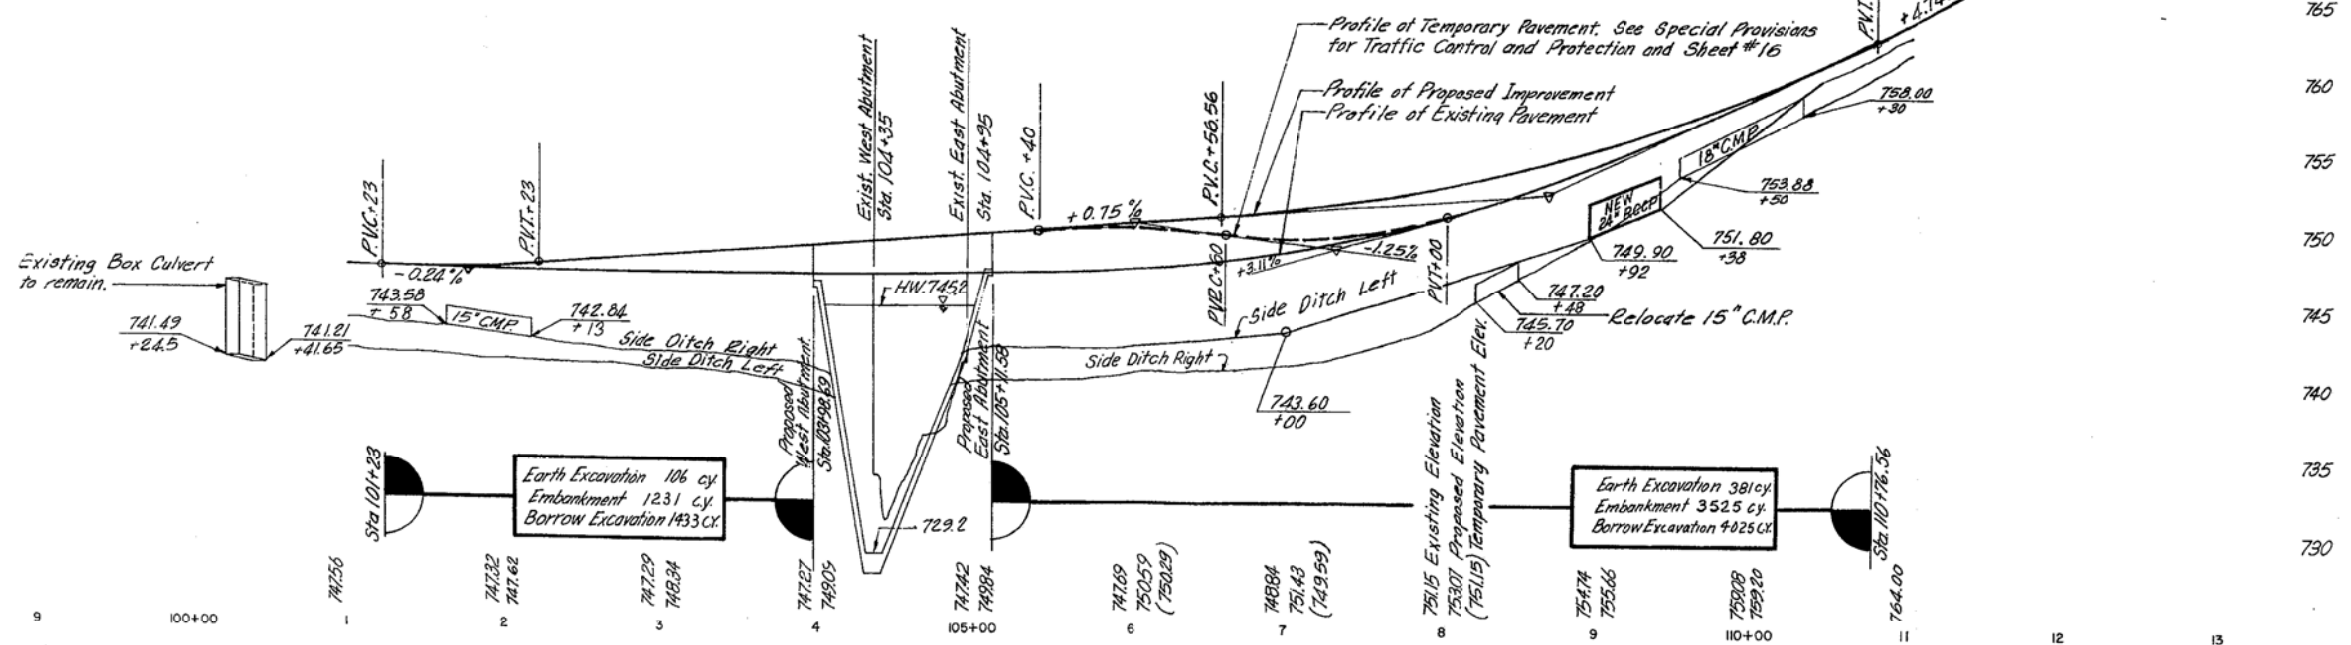 P.V.T.
+4.74
765
Profile of Temporary Pavement. See Special Provisions
for Traffic Control and Protection and Sheet #16
Profile of Proposed Improvement
Profile of Existing Pavement
760
758.00
+30
755
18" C.M.P.
753.88
+50
NEW
24" R.C.C.P.
751.80
+38
750
749.90
+92
P.V.C.+23
P.V.T.+23
Exist. West Abutment
Sta. 104+35
Exist. East Abutment
Sta. 104+95
P.V.C. +40
P.V.C.+56.56
+0.75%
-1.25%
+3.11%
PVT+00
-0.24%
Existing Box Culvert
to remain.
741.49
+24.5
741.21
+41.65
743.58
+58
15" CMP.
742.84
+13
H.W. 745.2
Side Ditch Right
Side Ditch Left
Side Ditch Left
Side Ditch Right
747.20
+48
745.70
+20
Relocate 15" C.M.P.
745
743.60
+00
740
Proposed
West Abutment.
Sta. 103+98.69
Proposed
East Abutment
Sta. 105+11.58
Sta 101+23
Earth Excavation 106 cy.
Embankment 1231 c.y.
Borrow Excavation 1433 CY.
729.2
Earth Excavation 381 cy.
Embankment 3525 cy.
Borrow Excavation 4025 CY.
Sta. 110+76.56
735
730
747.56
747.32
747.62
747.29
748.34
747.27
749.09
747.42
749.84
747.69
750.59
(750.29)
748.84
751.43
(749.59)
751.15 Existing Elevation
753.07 Proposed Elevation
(751.15) Temporary Pavement Elev.
754.74
755.66
759.08
759.20
764.00
9 100+00 1 2 3 4 105+00 6 7 8 9 110+00 11 12 13